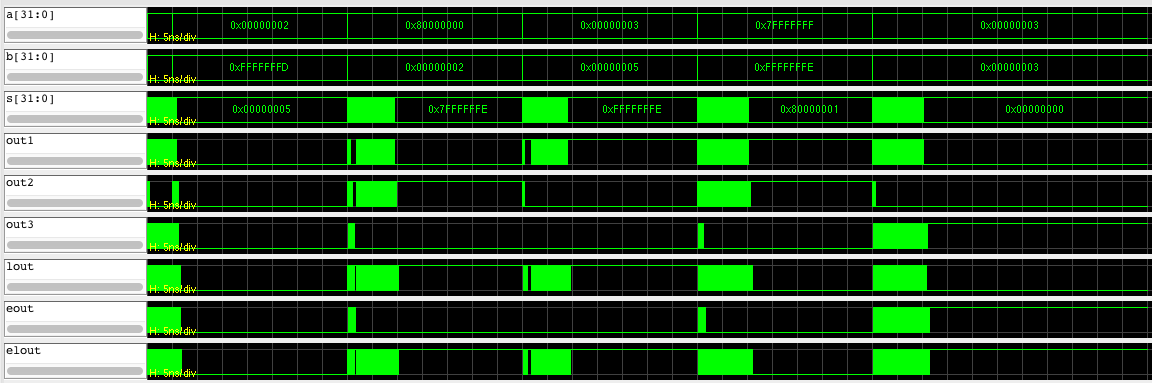 a[31:0] H: 5ns/div 0x00000002 0x80000000 0x00000003 0x7FFFFFFF 0x00000003
b[31:0] H: 5ns/div 0xFFFFFFFD 0x00000002 0x00000005 0xFFFFFFFE 0x00000003
s[31:0] H: 5ns/div 0x00000005 0x7FFFFFFE 0xFFFFFFFE 0x80000001 0x00000000
out1 H: 5ns/div
out2 H: 5ns/div
out3 H: 5ns/div
lout H: 5ns/div
eout H: 5ns/div
elout H: 5ns/div